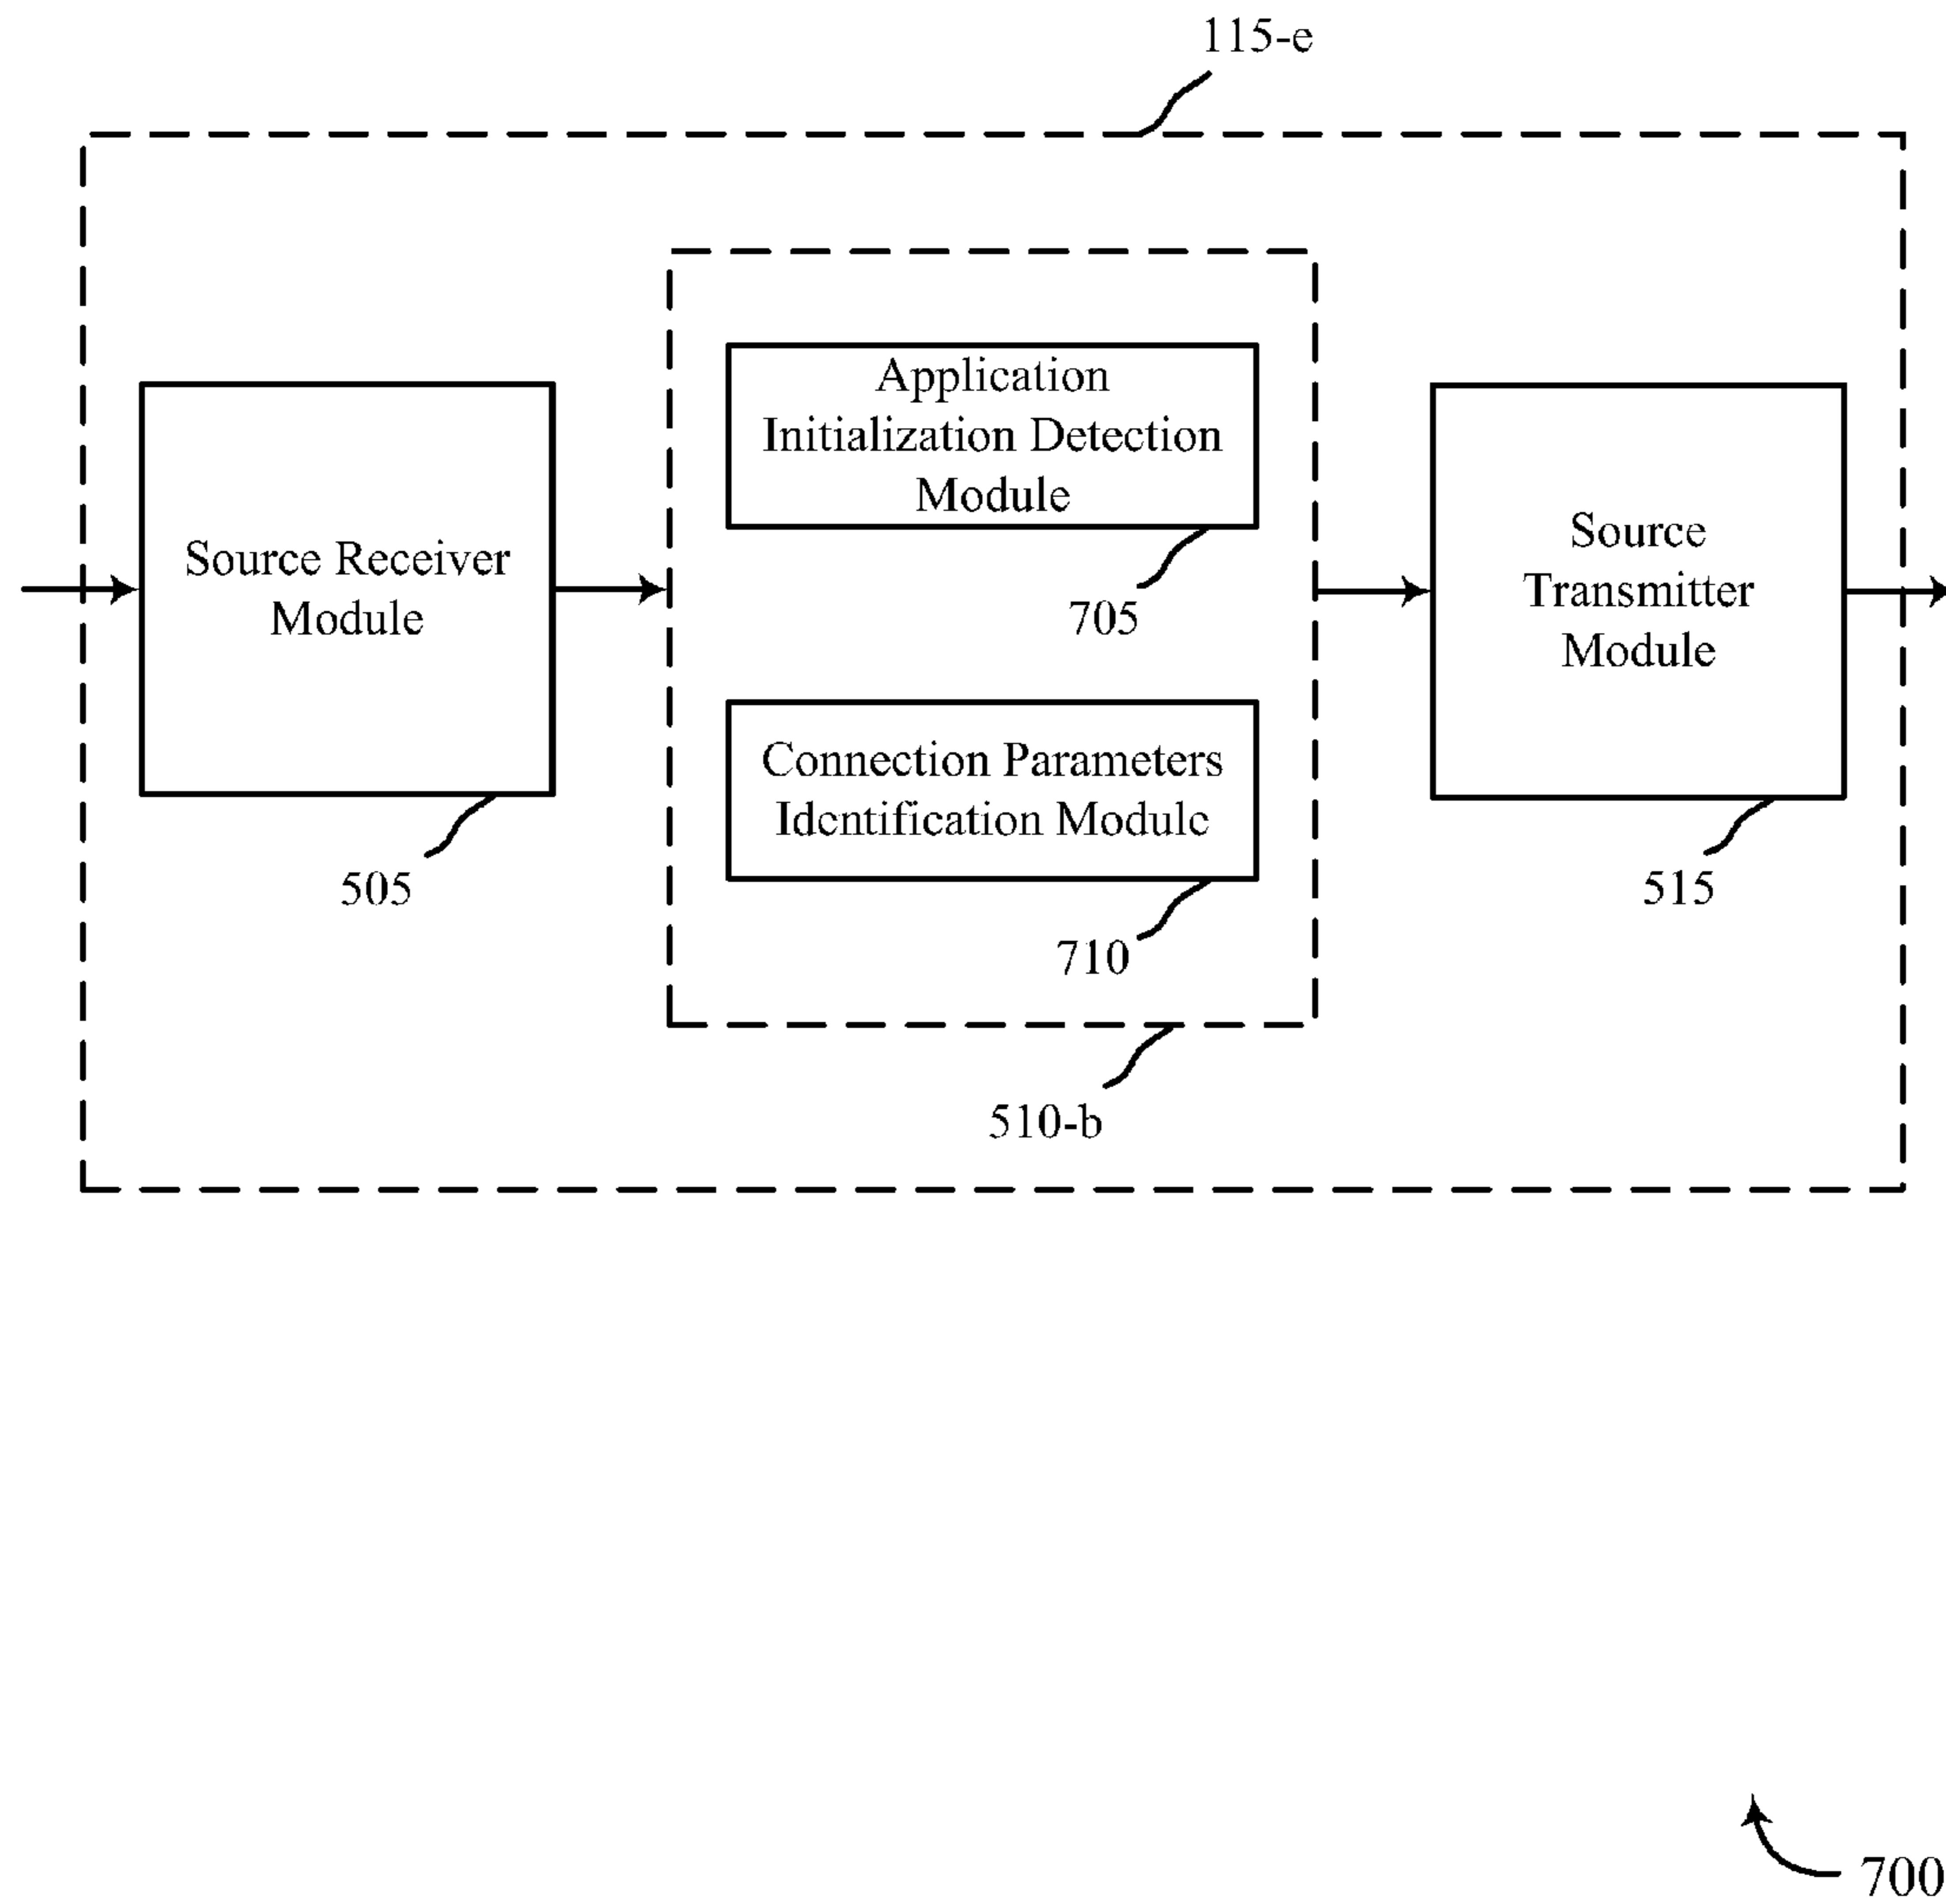 115-e
Application
Initialization Detection
Module
705
Source Receiver
Module
505
Connection Parameters
Identification Module
710
510-b
Source
Transmitter
Module
515
700